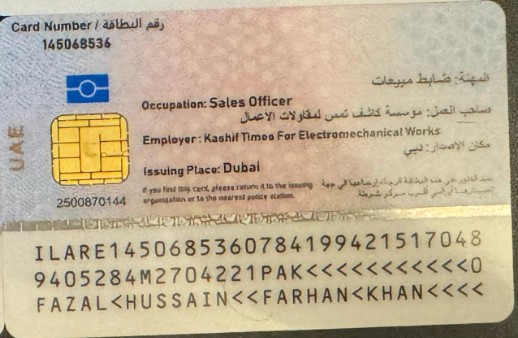 Card Number / رقم البطاقة
145068536
المهنة: ضابط مبيعات
Occupation: Sales Officer
صاحب العمل: مؤسسة كاشف تمس لمقاولات الاعمال
Employer: Kashif Times For Electromechanical Works
مكان الإصدار: دبي
Issuing Place: Dubai
UAE
If you find this card, please return it to the issuing
organization or to the nearest police station.
2500870144
ILARE1450685360784199421517048
9405284M2704221PAK<<<<<<<<<<<0
FAZAL<HUSSAIN<<FARHAN<KHAN<<<<